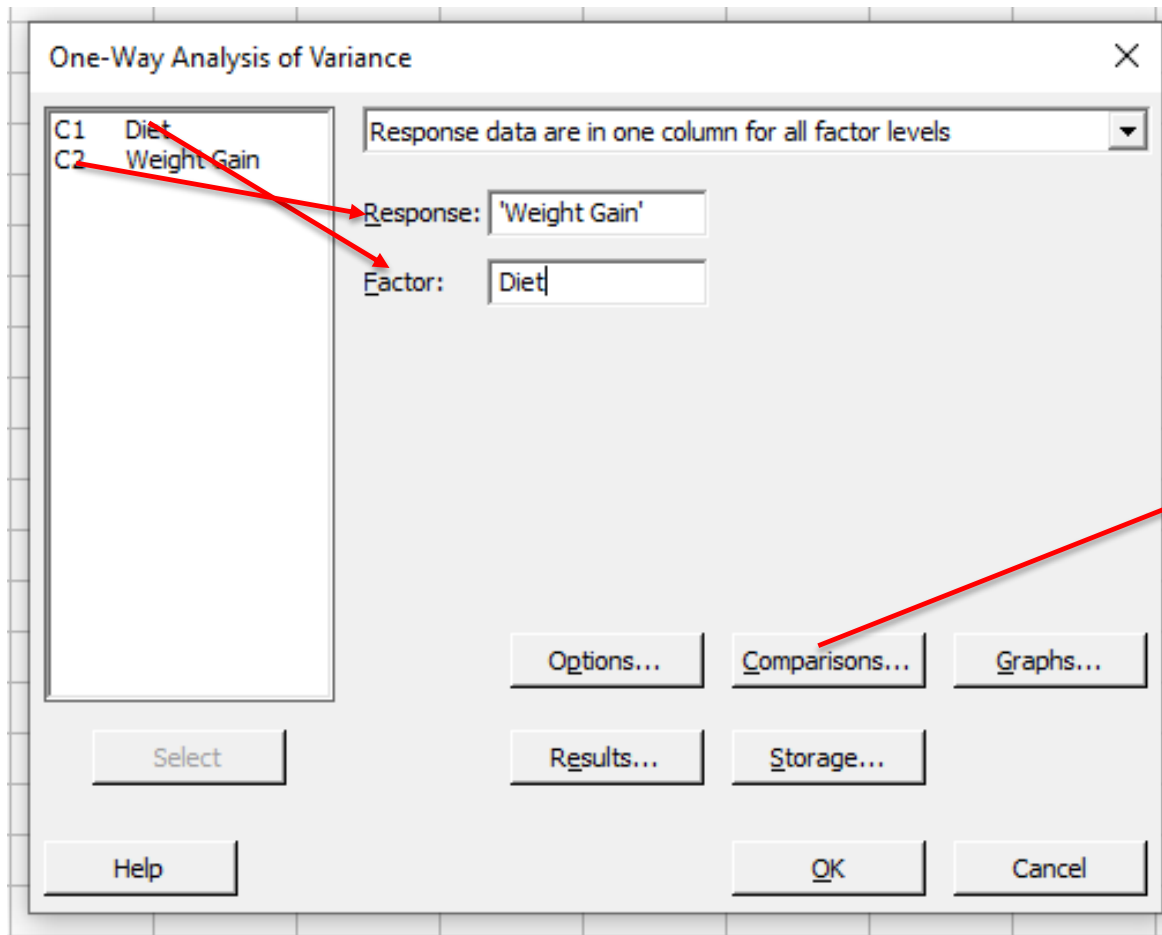 One-Way Analysis of Variance
C1 Diet
C2 Weight Gain
Response data are in one column for all factor levels
Response: 'Weight Gain'
Factor: Diet
Options... Comparisons... Graphs...
Select Results... Storage...
Help OK Cancel